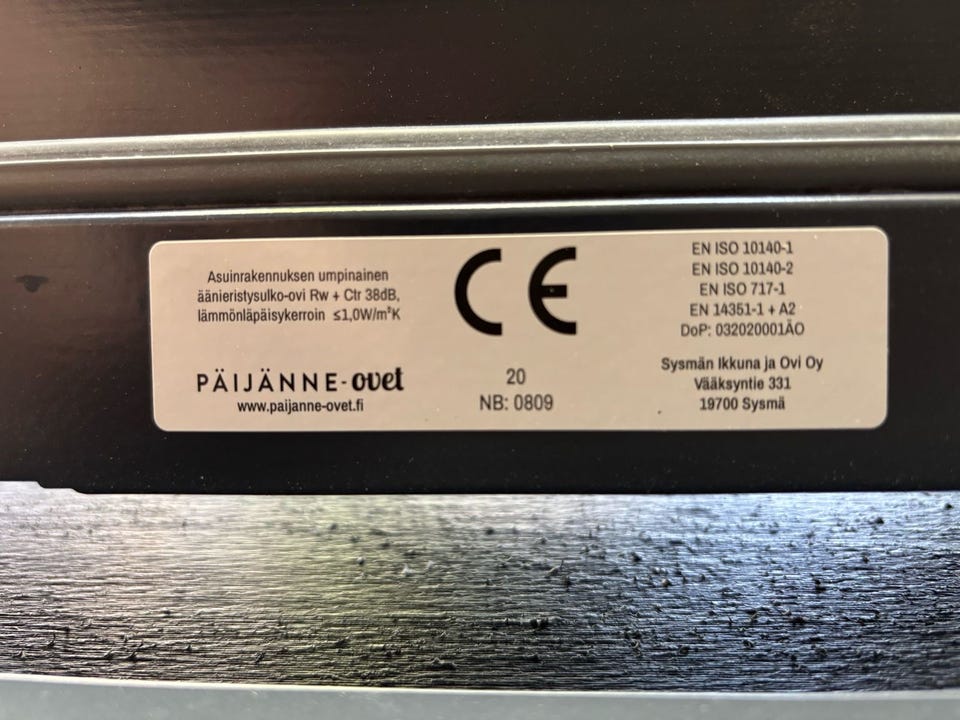 Asuinrakennuksen umpinainen
äänieristysulko-ovi Rw + Ctr 38dB,
lämmönläpäisykerroin ≤1,0W/m²K
PÄIJÄNNE-ovet
www.paijanne-ovet.fi
CE
20
NB: 0809
EN ISO 10140-1
EN ISO 10140-2
EN ISO 717-1
EN 14351-1 + A2
DoP: 032020001ÄO
Sysmän Ikkuna ja Ovi Oy
Vääksyntie 331
19700 Sysmä